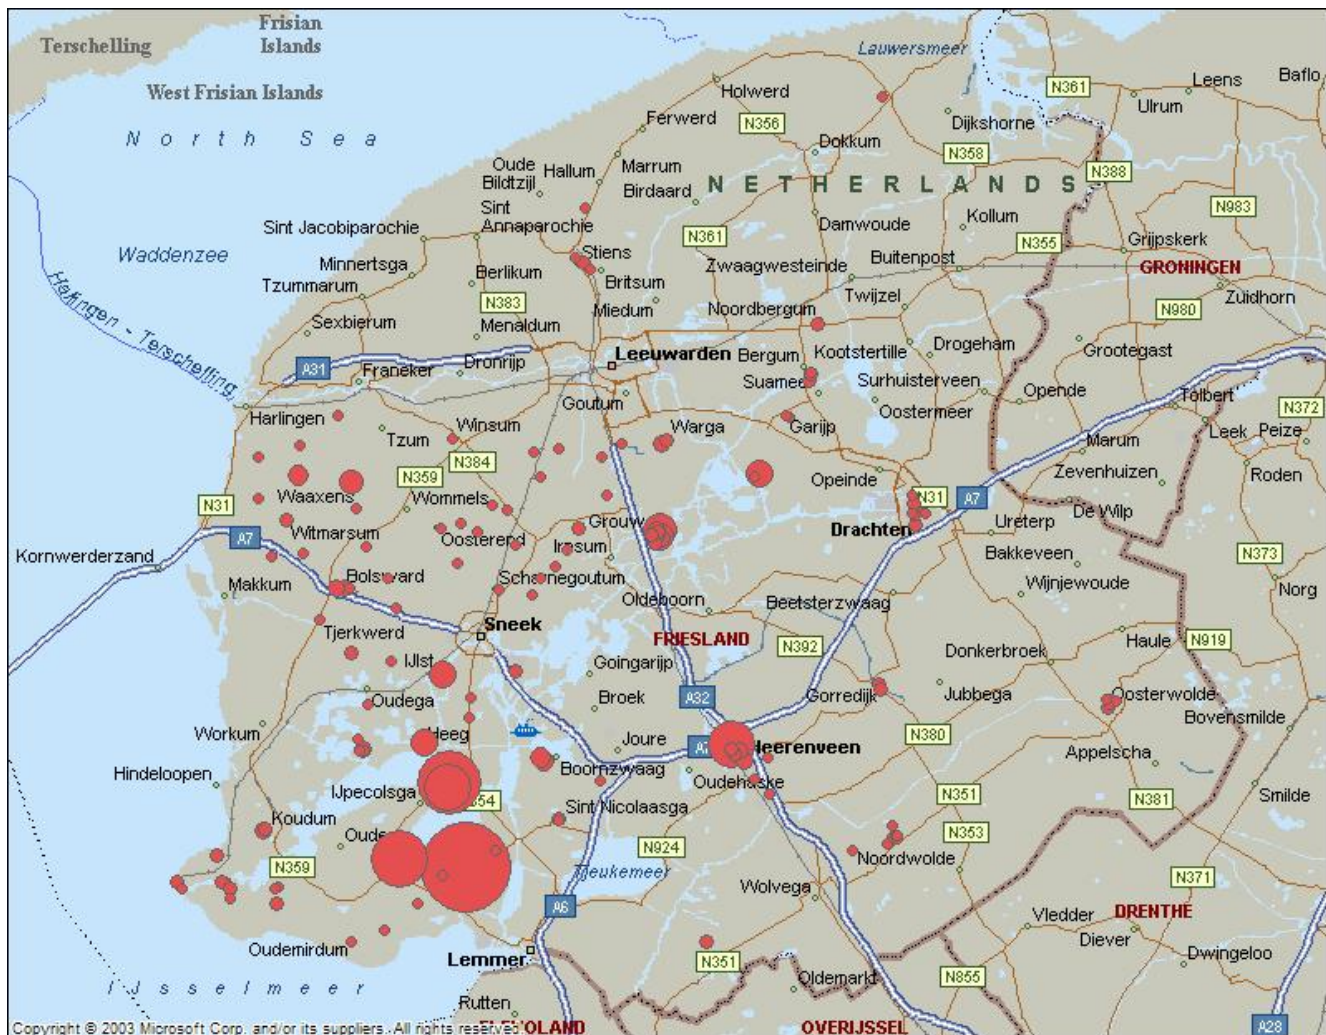 Frisian
Islands
Terschelling
Lauwersmeer
Baflo
West Frisian Islands
Holwerd
N361
Leens
Ulrum
North Sea
Ferwerd
N356
Dijkshorne
Dokkum
N358
Oude
Bildtzijl
Hallum
Marrum
Birdaard
NETHERLANDS
N388
Sint
Annaparochie
N983
Sint Jacobiparochie
Damwoude
Kollum
N361
N355
Grijpskerk
Waddenzee
Stiens
Minnertsga
Berlikum
Britsum
Zwaagwesteinde
Buitenpost
GRONINGEN
Tzummarum
N383
Miedum
Noordbergum
Twijzel
Zuidhorn
Harlingen - Terschelling
N980
Sexbierum
Menaldum
Leeuwarden
Bergum
Kootstertille
Drogeham
Grootegast
A31
Franeker
Dronrijp
Suameer
Surhuisterveen
Opende
Goutum
Oostermeer
Tolbert
N372
Harlingen
Tzum
Winsum
Warga
Garijp
Leek
Peize
Marum
N384
N359
Opeinde
Zevenhuizen
Roden
Waaxens
Wommels
N31
N31
A7
De Wilp
Witmarsum
Grouw
Drachten
Ureterp
A7
Oosterend
Irnsum
Kornwerderzand
Bakkeveen
N373
Bolsward
Scharnegoutum
Makkum
Wijnjewoude
Norg
Oldeboorn
Beetsterzwaag
Sneek
Tjerkwerd
FRIESLAND
N392
Haule
N919
IJlst
Goingarijp
Donkerbroek
Oudega
Broek
A32
Gorredijk
Jubbega
Oosterwolde
Bovensmilde
Workum
Heeg
Joure
Heerenveen
N380
Appelscha
Hindeloopen
Boornzwaag
Oudehaske
IJpecolsga
N354
Sint Nicolaasga
N351
N381
Smilde
Koudum
N353
N359
N924
Noordwolde
Tjeukemeer
Wolvega
N371
A6
Vledder
DRENTHE
Diever
Oudemirdum
Lemmer
N351
Dwingeloo
Oldemarkt
N855
IJsselmeer
Rutten
Copyright © 2003 Microsoft Corp. and/or its suppliers. All rights reserved.
FLEVOLAND
OVERIJSSEL
A28